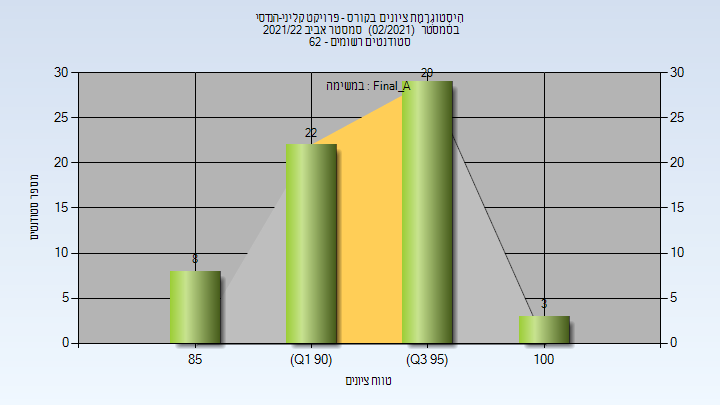 היסטוגרמת ציונים בקורס - פרויקט קליני-הנדסי
בסמסטר (02/2021) סמסטר אביב 2021/22
סטודנטים רשומים - 62
במשימה : Final_A
30
25
20
15
10
5
0
30
25
20
15
10
5
0
8
22
29
3
85
(Q1 90)
(Q3 95)
100
מספר סטודנטים
טווח ציונים